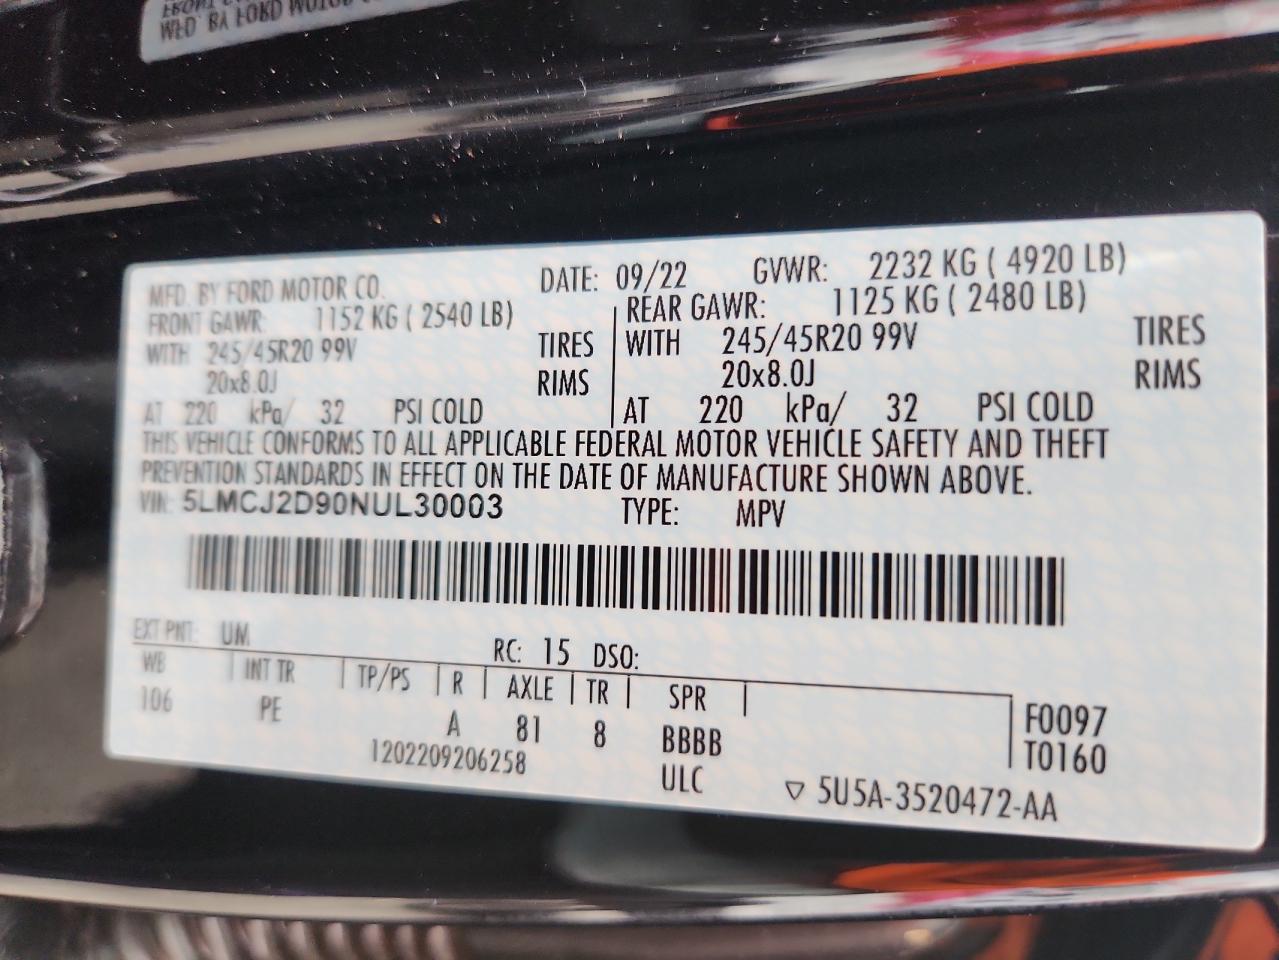 WLD BA FORD MOTOR
MFD. BY FORD MOTOR CO. DATE: 09/22 GVWR: 2232 KG ( 4920 LB)
FRONT GAWR: 1152 KG ( 2540 LB) REAR GAWR: 1125 KG ( 2480 LB)
WITH 245/45R20 99V TIRES WITH 245/45R20 99V TIRES
20x8.0J RIMS 20x8.0J RIMS
AT 220 kPa/ 32 PSI COLD AT 220 kPa/ 32 PSI COLD
THIS VEHICLE CONFORMS TO ALL APPLICABLE FEDERAL MOTOR VEHICLE SAFETY AND THEFT
PREVENTION STANDARDS IN EFFECT ON THE DATE OF MANUFACTURE SHOWN ABOVE.
VIN: 5LMCJ2D90NUL30003 TYPE: MPV
EXT PNT: UM RC: 15 DSO:
WB INT TR TP/PS R AXLE TR SPR
106 PE A 81 8 BBBB F0097
1202209206258 ULC T0160
▽ 5U5A-3520472-AA